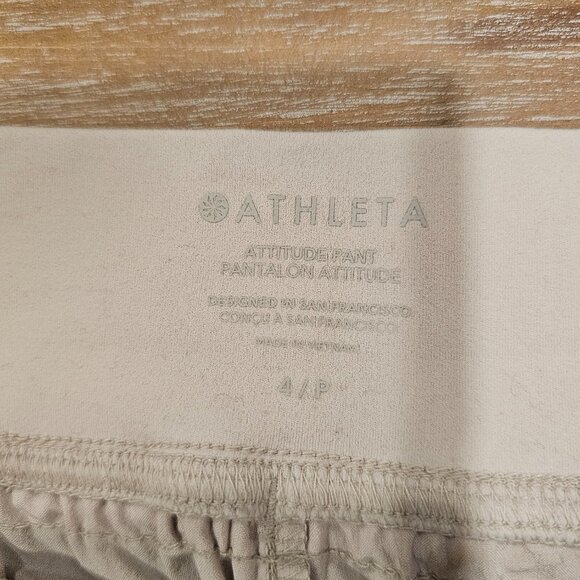 ATHLETA
ATTITUDE PANT
PANTALON ATTITUDE
DESIGNED IN SAN FRANCISCO.
CONÇU À SAN FRANCISCO.
MADE IN VIETNAM
4 / P